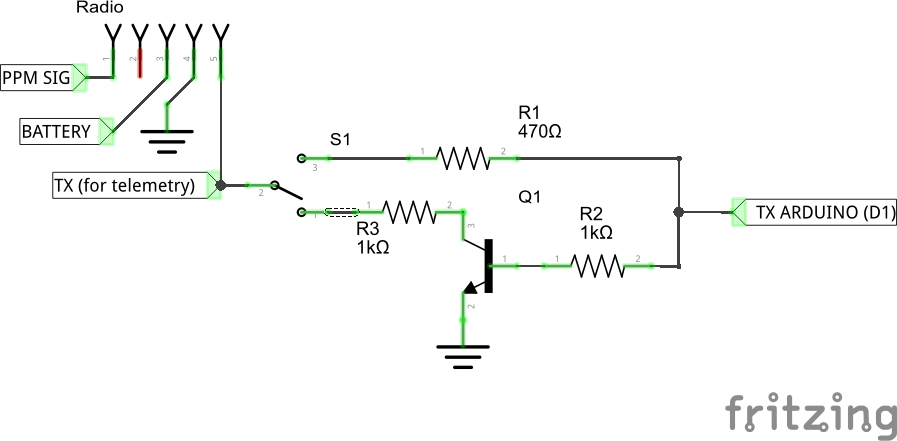 Radio
1 2 3 4 5
PPM SIG
BATTERY
TX (for telemetry)
S1
3
2
1
R1
470Ω
1 2
R3
1kΩ
1 2
Q1
3
1
2
R2
1kΩ
1 2
TX ARDUINO (D1)
fritzing